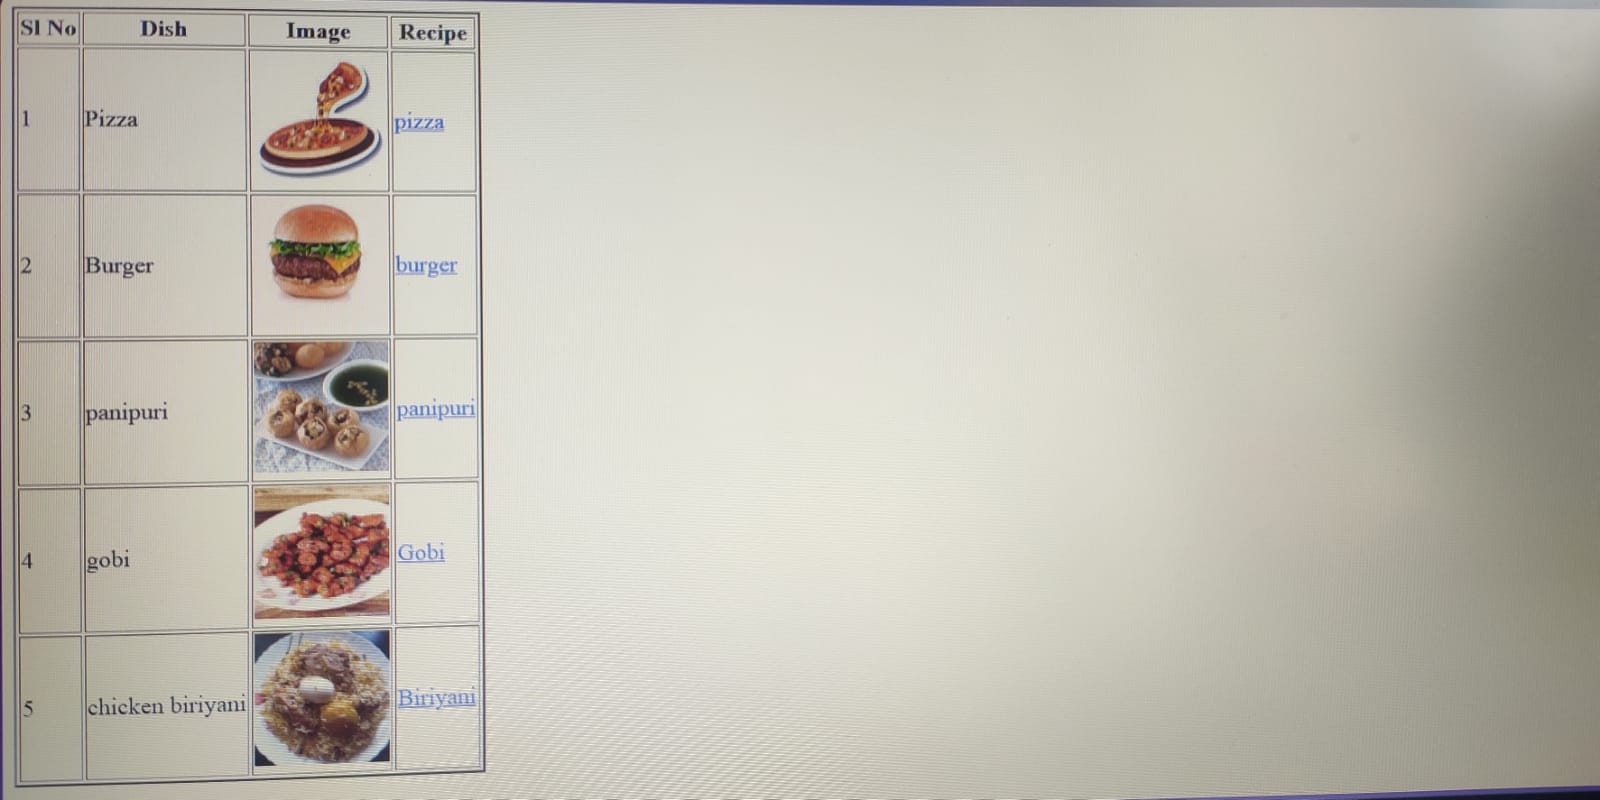 Sl No Dish Image Recipe
1 Pizza pizza
2 Burger burger
3 panipuri panipuri
4 gobi Gobi
5 chicken biriyani Biriyani